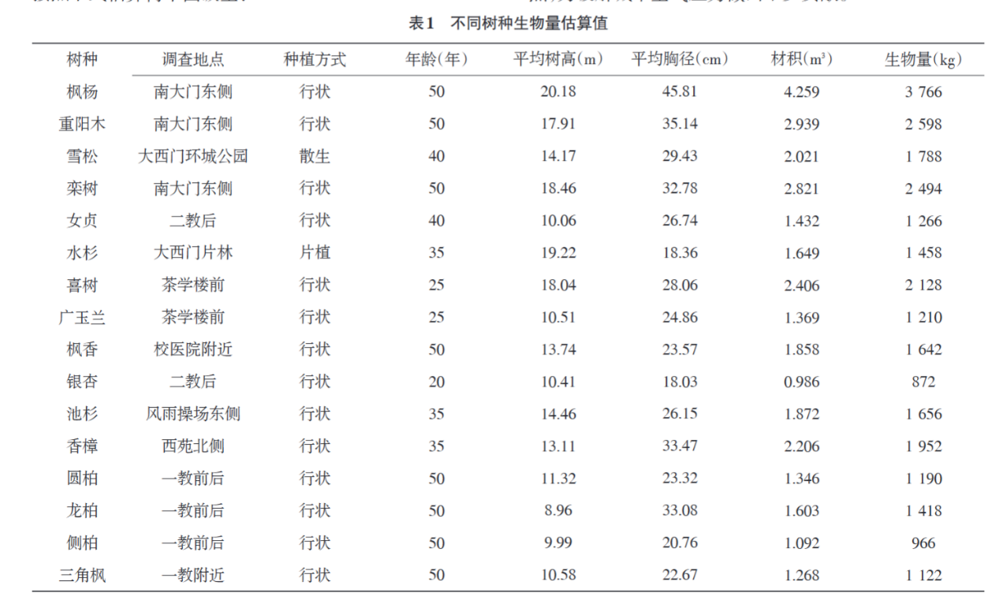 表1 不同树种生物量估算值
树种 调查地点 种植方式 年龄(年) 平均树高(m) 平均胸径(cm) 材积(m³) 生物量(kg)
枫杨 南大门东侧 行状 50 20.18 45.81 4.259 3 766
重阳木 南大门东侧 行状 50 17.91 35.14 2.939 2 598
雪松 大西门环城公园 散生 40 14.17 29.43 2.021 1 788
栾树 南大门东侧 行状 50 18.46 32.78 2.821 2 494
女贞 二教后 行状 40 10.06 26.74 1.432 1 266
水杉 大西门片林 片植 35 19.22 18.36 1.649 1 458
喜树 茶学楼前 行状 25 18.04 28.06 2.406 2 128
广玉兰 茶学楼前 行状 25 10.51 24.86 1.369 1 210
枫香 校医院附近 行状 50 13.74 23.57 1.858 1 642
银杏 二教后 行状 20 10.41 18.03 0.986 872
池杉 风雨操场东侧 行状 35 14.46 26.15 1.872 1 656
香樟 西苑北侧 行状 35 13.11 33.47 2.206 1 952
圆柏 一教前后 行状 50 11.32 23.32 1.346 1 190
龙柏 一教前后 行状 50 8.96 33.08 1.603 1 418
侧柏 一教前后 行状 50 9.99 20.76 1.092 966
三角枫 一教附近 行状 50 10.58 22.67 1.268 1 122